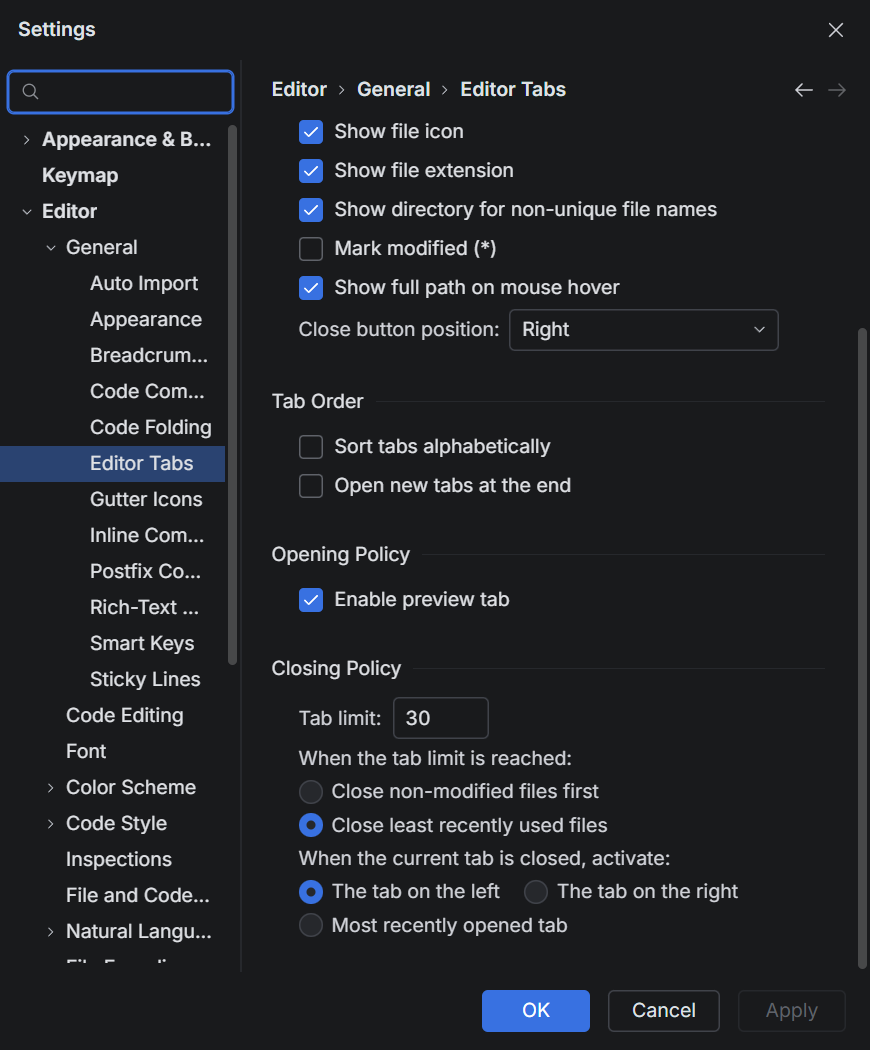 Settings
Editor › General › Editor Tabs
Appearance & B...
Keymap
Editor
General
Auto Import
Appearance
Breadcrum...
Code Com...
Code Folding
Editor Tabs
Gutter Icons
Inline Com...
Postfix Co...
Rich-Text ...
Smart Keys
Sticky Lines
Code Editing
Font
Color Scheme
Code Style
Inspections
File and Code...
Natural Langu...
Show file icon
Show file extension
Show directory for non-unique file names
Mark modified (*)
Show full path on mouse hover
Close button position: Right
Tab Order
Sort tabs alphabetically
Open new tabs at the end
Opening Policy
Enable preview tab
Closing Policy
Tab limit: 30
When the tab limit is reached:
Close non-modified files first
Close least recently used files
When the current tab is closed, activate:
The tab on the left The tab on the right
Most recently opened tab
OK Cancel Apply